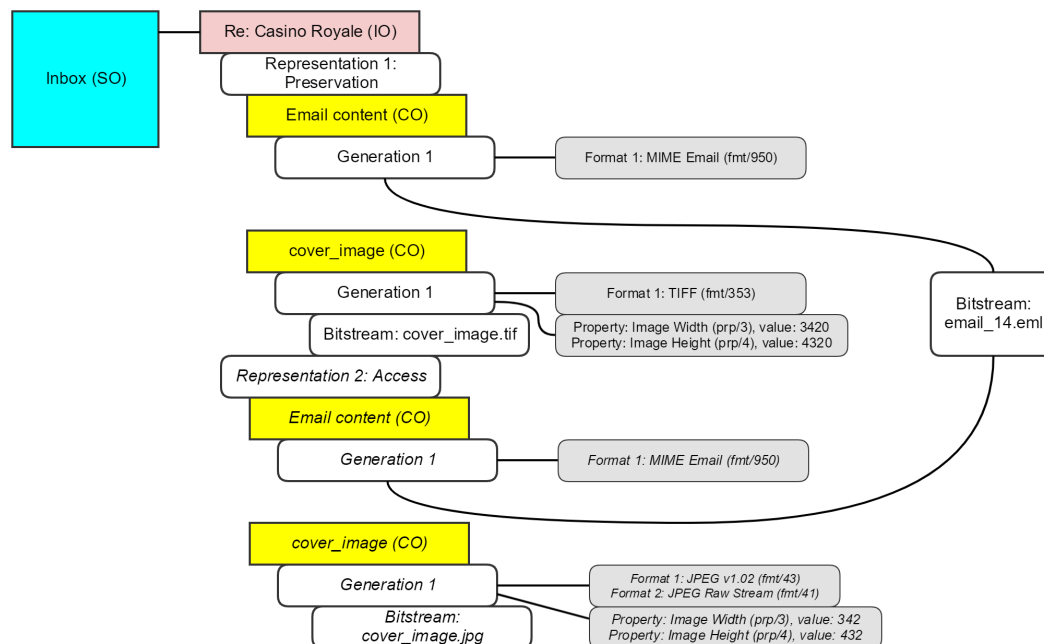 Inbox (SO)
Re: Casino Royale (IO)
Representation 1:
Preservation
Email content (CO)
Generation 1
Format 1: MIME Email (fmt/950)
cover_image (CO)
Generation 1
Format 1: TIFF (fmt/353)
Bitstream: cover_image.tif
Property: Image Width (prp/3), value: 3420
Property: Image Height (prp/4), value: 4320
Bitstream:
email_14.eml
Representation 2: Access
Email content (CO)
Generation 1
Format 1: MIME Email (fmt/950)
cover_image (CO)
Generation 1
Format 1: JPEG v1.02 (fmt/43)
Format 2: JPEG Raw Stream (fmt/41)
Bitstream:
cover_image.jpg
Property: Image Width (prp/3), value: 342
Property: Image Height (prp/4), value: 432